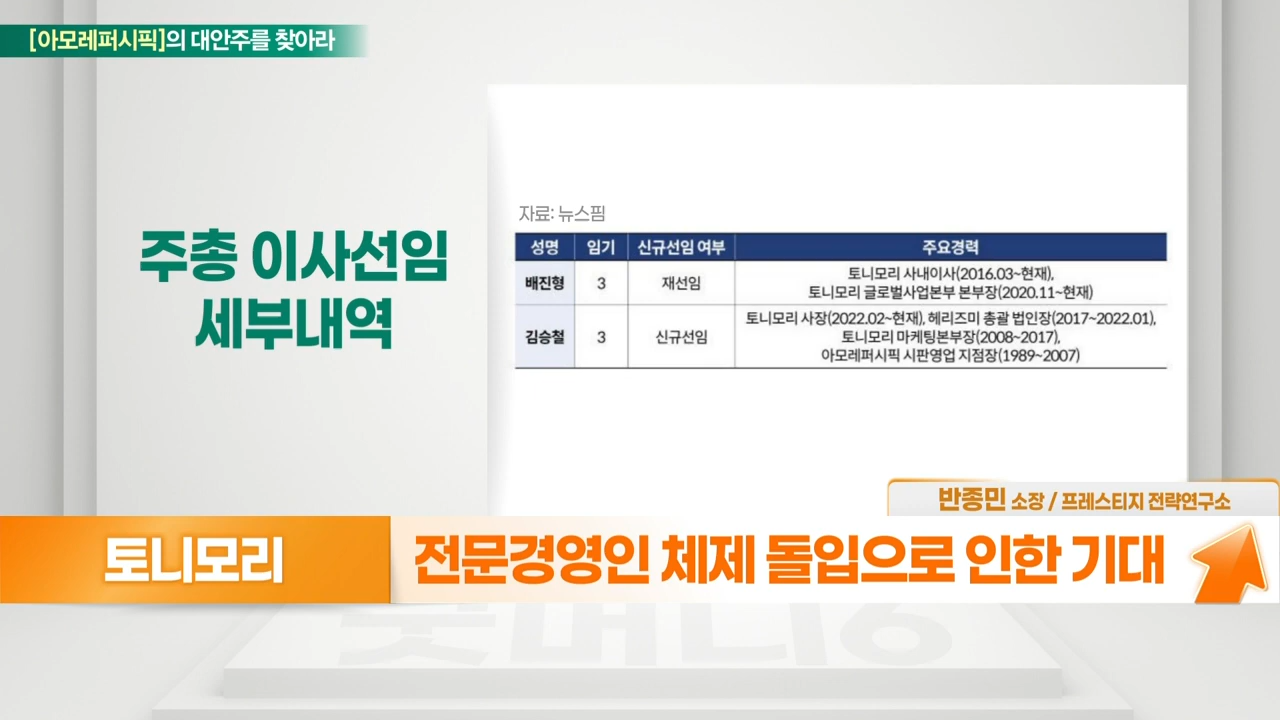 [아모레퍼시픽]의 대안주를 찾아라
주총 이사선임
세부내역
자료: 뉴스핌
성명 임기 신규선임 여부 주요경력
배진형 3 재선임 토니모리 사내이사(2016.03~현재),
토니모리 글로벌사업본부 본부장(2020.11~현재)
김승철 3 신규선임 토니모리 사장(2022.02~현재), 헤리즈미 총괄 법인장(2017~2022.01),
토니모리 마케팅본부장(2008~2017),
아모레퍼시픽 시판영업 지점장(1989~2007)
반종민 소장 / 프레스티지 전략연구소
토니모리 전문경영인 체제 돌입으로 인한 기대